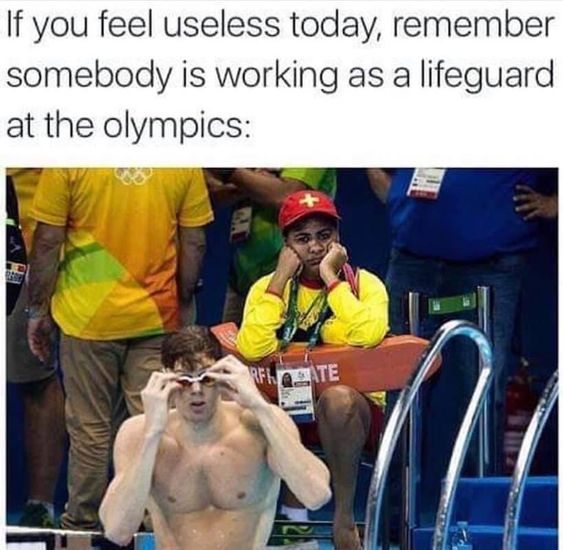 If you feel useless today, remember
somebody is working as a lifeguard
at the olympics: